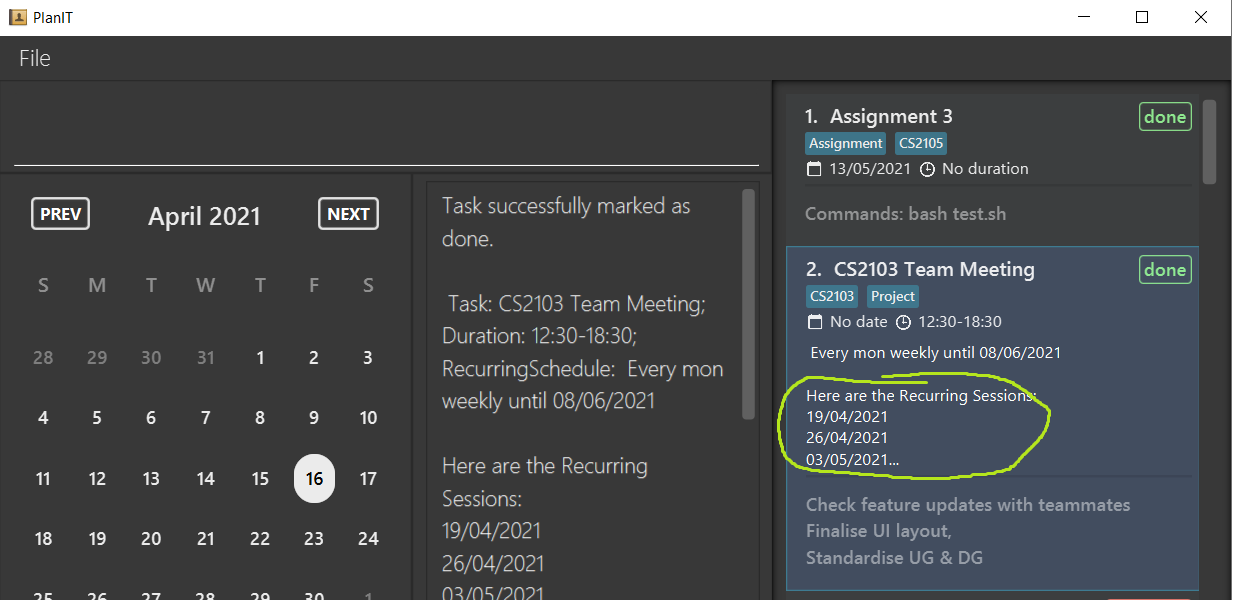 PlanIT
File
PREV
April 2021
NEXT
S M T W T F S
28 29 30 31 1 2 3
4 5 6 7 8 9 10
11 12 13 14 15 16 17
18 19 20 21 22 23 24
25 26 27 28 29 30 1
Task successfully marked as
done.
Task: CS2103 Team Meeting;
Duration: 12:30-18:30;
RecurringSchedule: Every mon
weekly until 08/06/2021
Here are the Recurring
Sessions:
19/04/2021
26/04/2021
03/05/2021
1. Assignment 3
done
Assignment CS2105
13/05/2021 No duration
Commands: bash test.sh
2. CS2103 Team Meeting
done
CS2103 Project
No date 12:30-18:30
Every mon weekly until 08/06/2021
Here are the Recurring Sessions:
19/04/2021
26/04/2021
03/05/2021...
Check feature updates with teammates
Finalise UI layout,
Standardise UG & DG